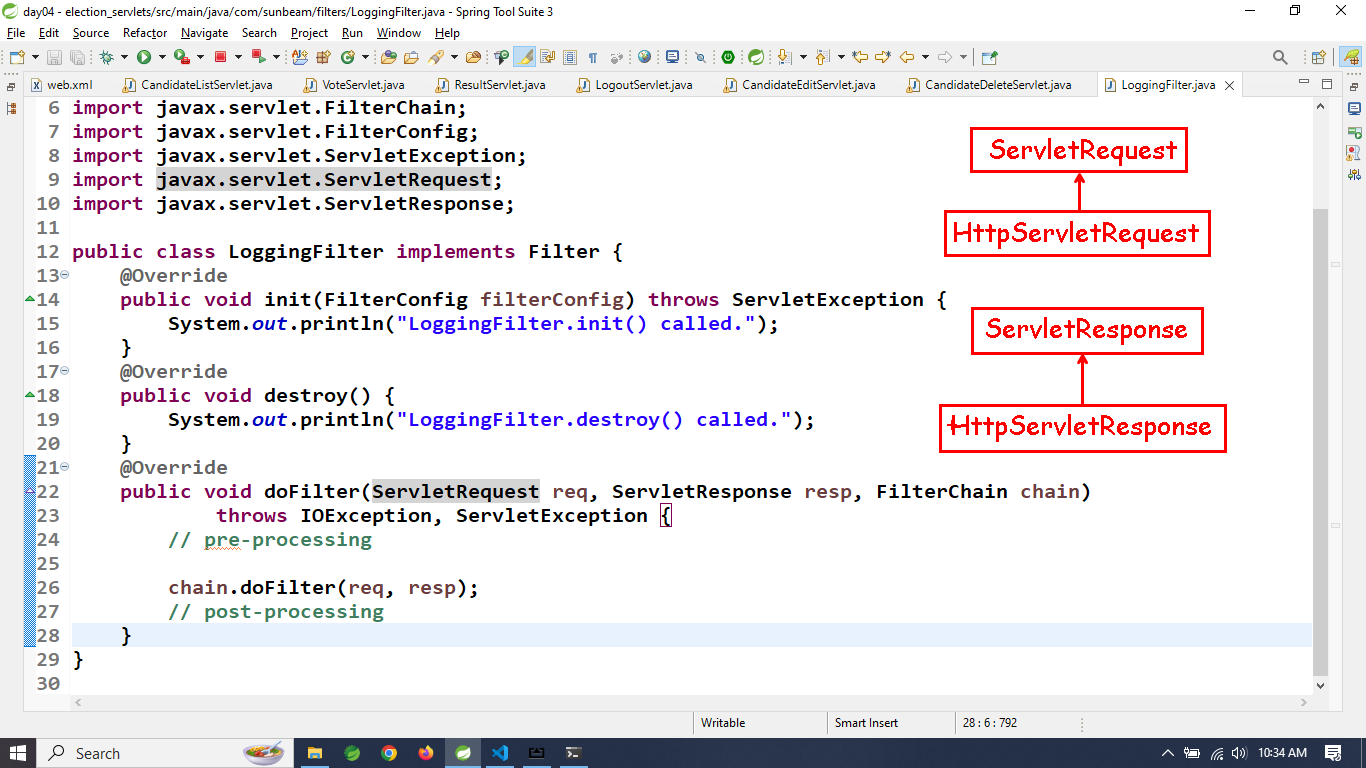 day04 - election_servlets/src/main/java/com/sunbeam/filters/LoggingFilter.java - Spring Tool Suite 3
File Edit Source Refactor Navigate Search Project Run Window Help
web.xml CandidateListServlet.java VoteServlet.java ResultServlet.java LogoutServlet.java CandidateEditServlet.java CandidateDeleteServlet.java LoggingFilter.java
6 import javax.servlet.FilterChain;
7 import javax.servlet.FilterConfig;
8 import javax.servlet.ServletException;
9 import javax.servlet.ServletRequest;
10 import javax.servlet.ServletResponse;
11
12 public class LoggingFilter implements Filter {
13 @Override
14 public void init(FilterConfig filterConfig) throws ServletException {
15 System.out.println("LoggingFilter.init() called.");
16 }
17 @Override
18 public void destroy() {
19 System.out.println("LoggingFilter.destroy() called.");
20 }
21 @Override
22 public void doFilter(ServletRequest req, ServletResponse resp, FilterChain chain)
23 throws IOException, ServletException {
24 // pre-processing
25
26 chain.doFilter(req, resp);
27 // post-processing
28 }
29 }
30
ServletRequest
HttpServletRequest
ServletResponse
HttpServletResponse
Writable Smart Insert 28 : 6 : 792
Search 10:34 AM